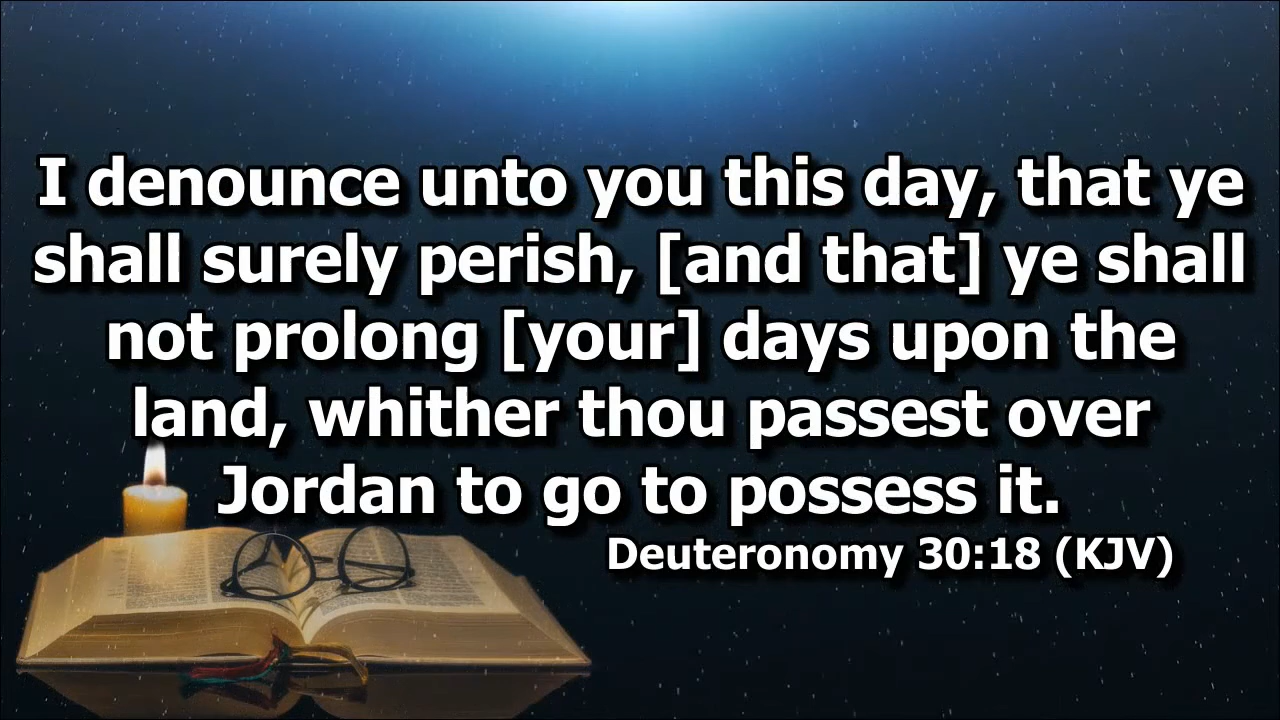 I denounce unto you this day, that ye
shall surely perish, [and that] ye shall
not prolong [your] days upon the
land, whither thou passest over
Jordan to go to possess it.
Deuteronomy 30:18 (KJV)